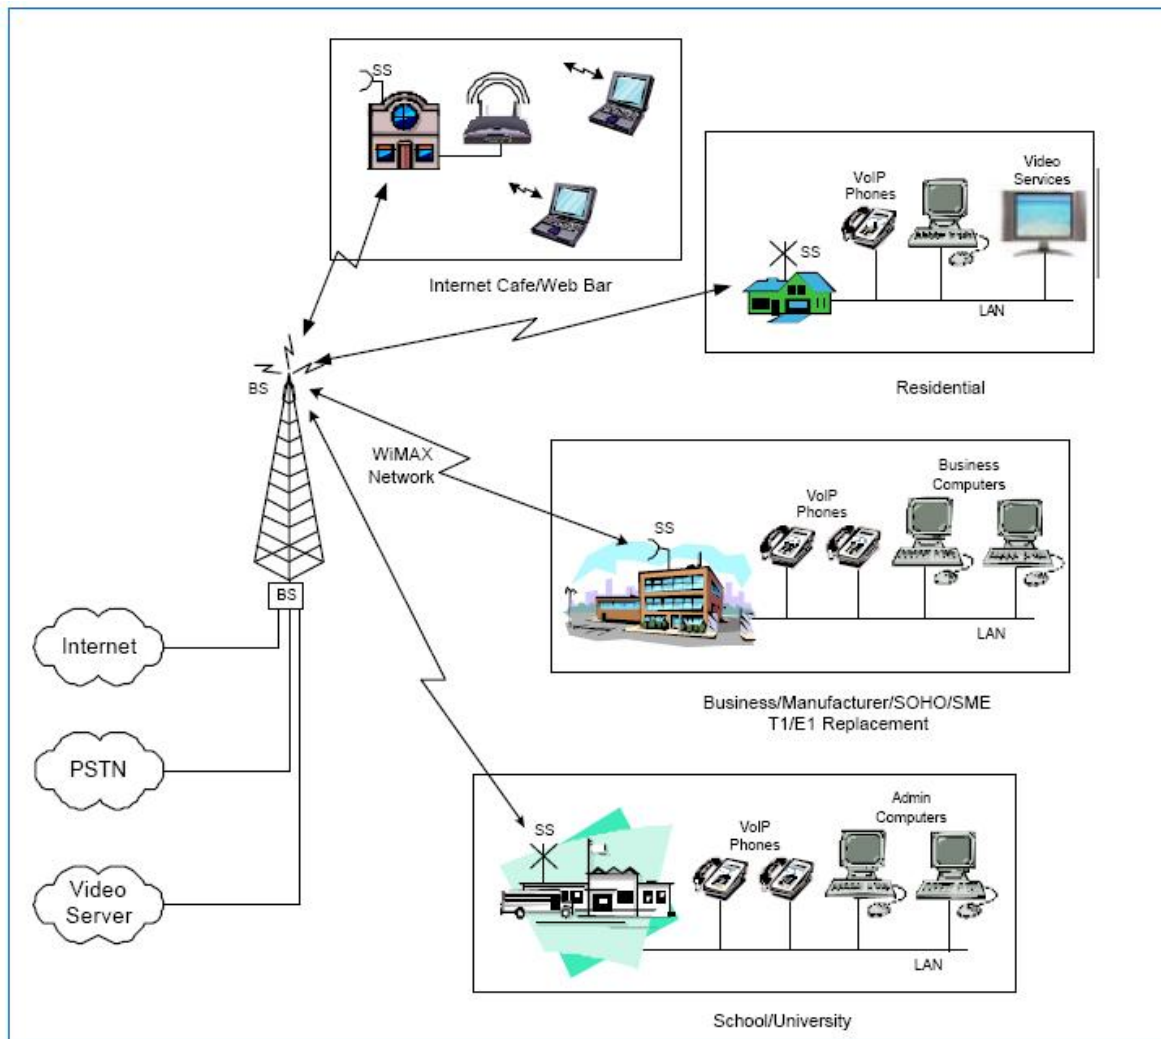 SS
Internet Cafe/Web Bar
VoIP
Phones
Video
Services
SS
LAN
Residential
BS
WiMAX
Network
SS
VoIP
Phones
Business
Computers
LAN
Business/Manufacturer/SOHO/SME
T1/E1 Replacement
BS
Internet
PSTN
Video
Server
SS
VoIP
Phones
Admin
Computers
LAN
School/University